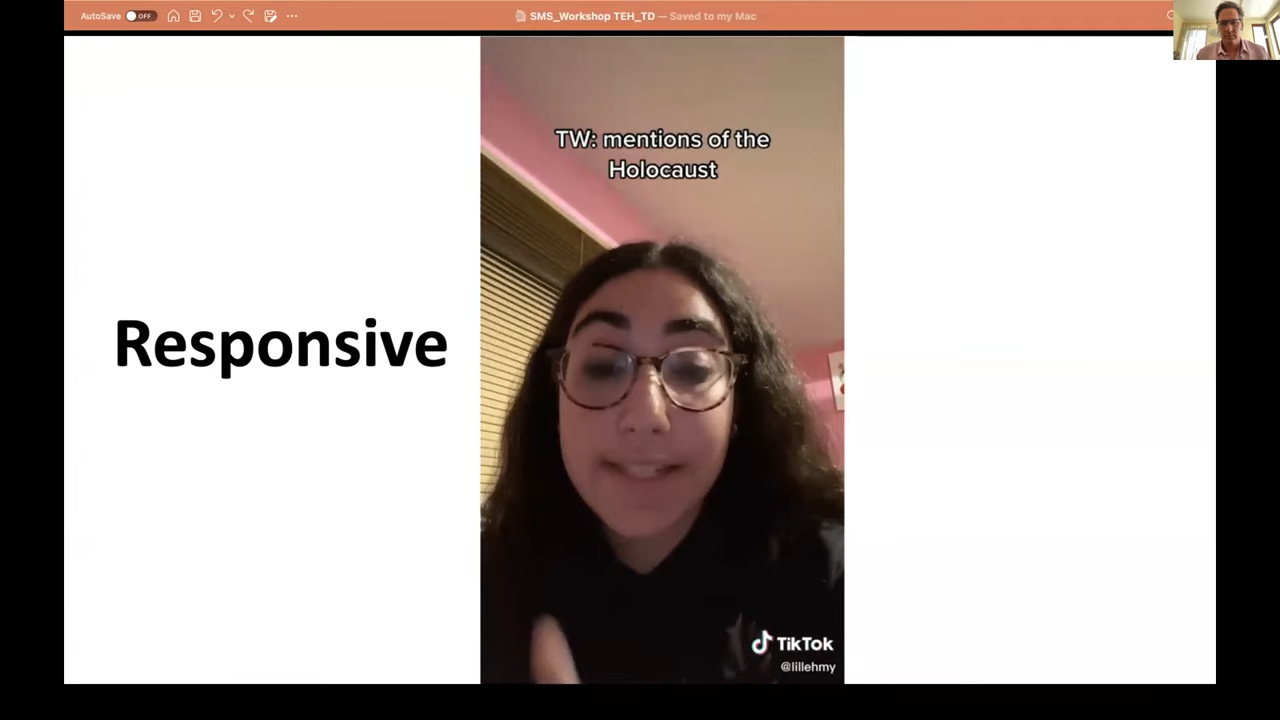 AutoSave OFF
SMS_Workshop TEH_TD — Saved to my Mac
TW: mentions of the
Holocaust
Responsive
TikTok
@lillehmy